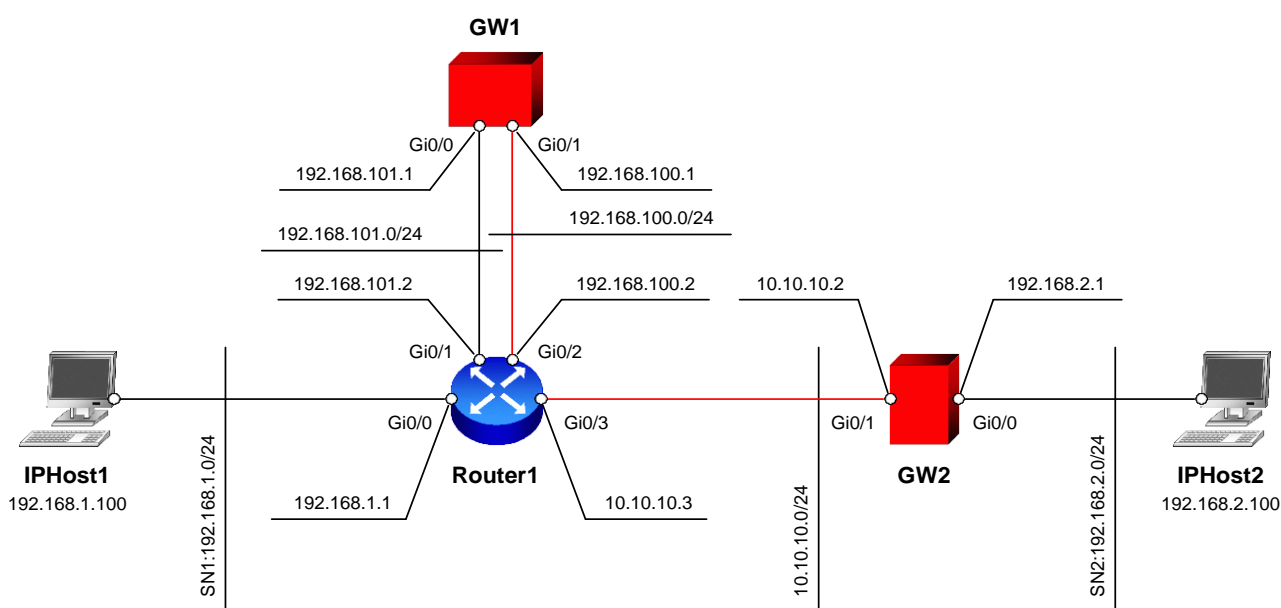 GW1
Gi0/0
Gi0/1
192.168.101.1
192.168.100.1
192.168.100.0/24
192.168.101.0/24
192.168.101.2
192.168.100.2
10.10.10.2
192.168.2.1
Gi0/1
Gi0/2
Gi0/0
Gi0/3
Gi0/1
Gi0/0
IPHost1
192.168.1.100
Router1
GW2
IPHost2
192.168.2.100
192.168.1.1
10.10.10.3
SN1:192.168.1.0/24
10.10.10.0/24
SN2:192.168.2.0/24